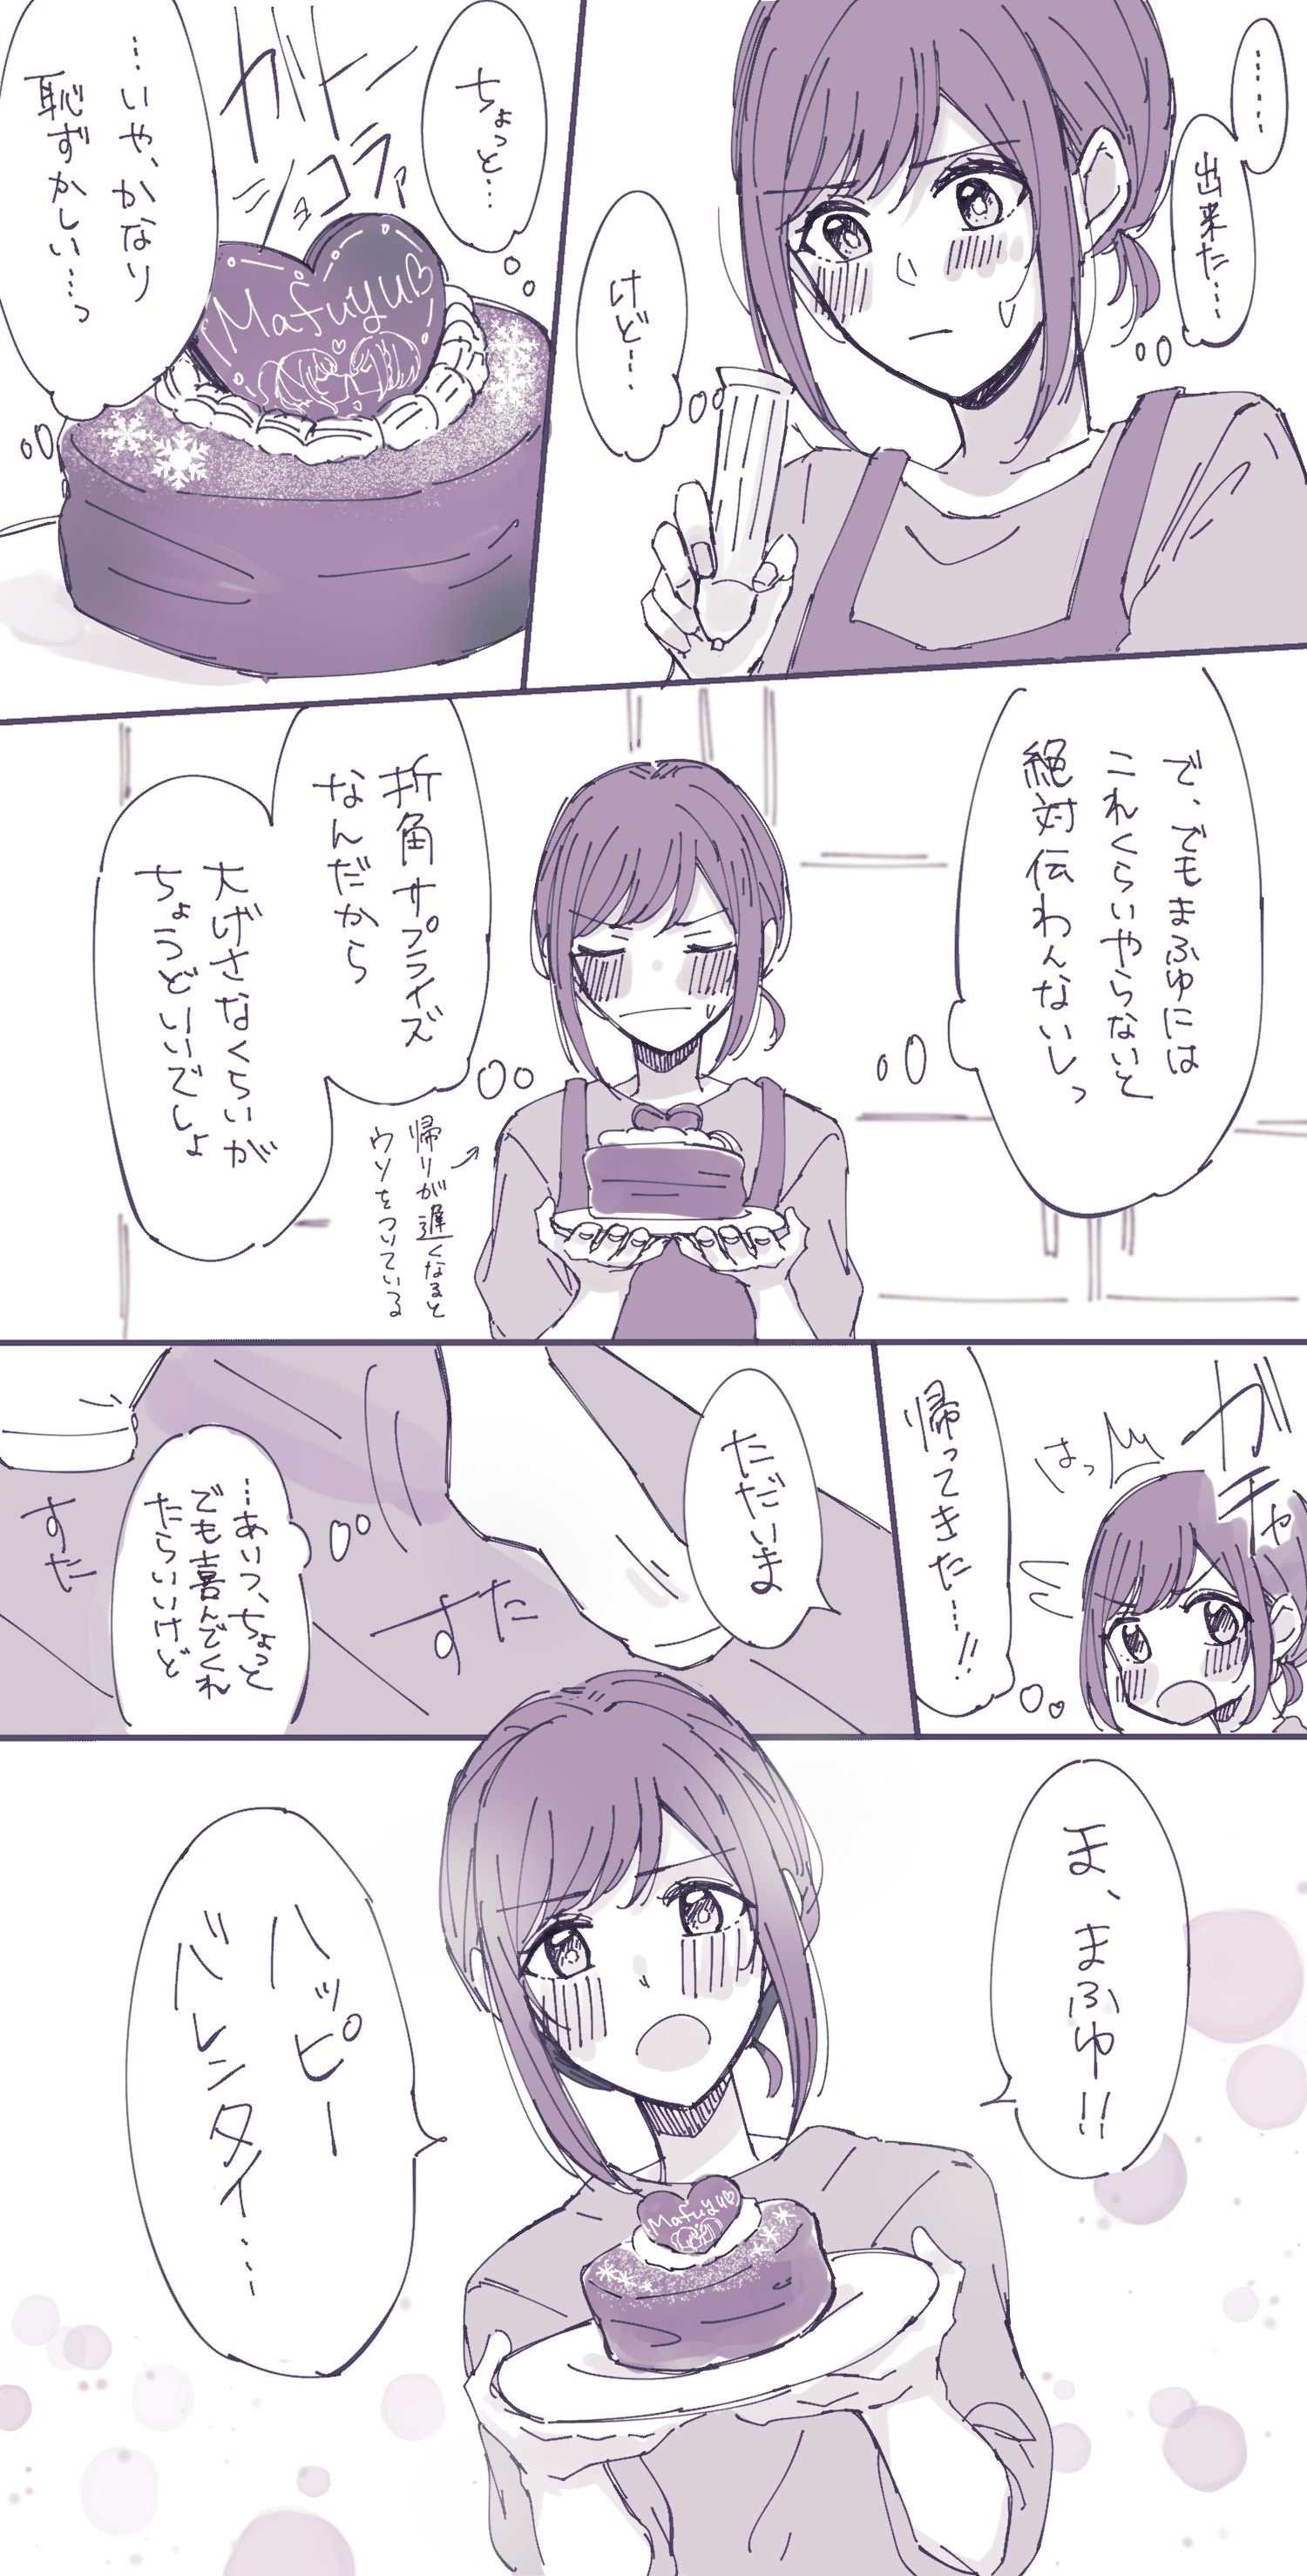 ……
出来た……
けど…
ちょっと…
ガトー
ショコラァ
Mafuyu♡
…いや、かなり
恥ずかしい…っ
で、でもまふゆには
これくらいやらないと
絶対伝わんないしっ
折角サプライズ
なんだから
大げさなくらいが
ちょうどいいでしょ
帰りが遅くなると
ウソをついている
ガチャ
はっ
帰ってきた…!!
ただいま
すた
すた
…あいつ、ちょっと
でも喜んでくれ
たらいいけど
ま、まふゆ!!
ハッピー
バレンタイ……
Mafuyu♡